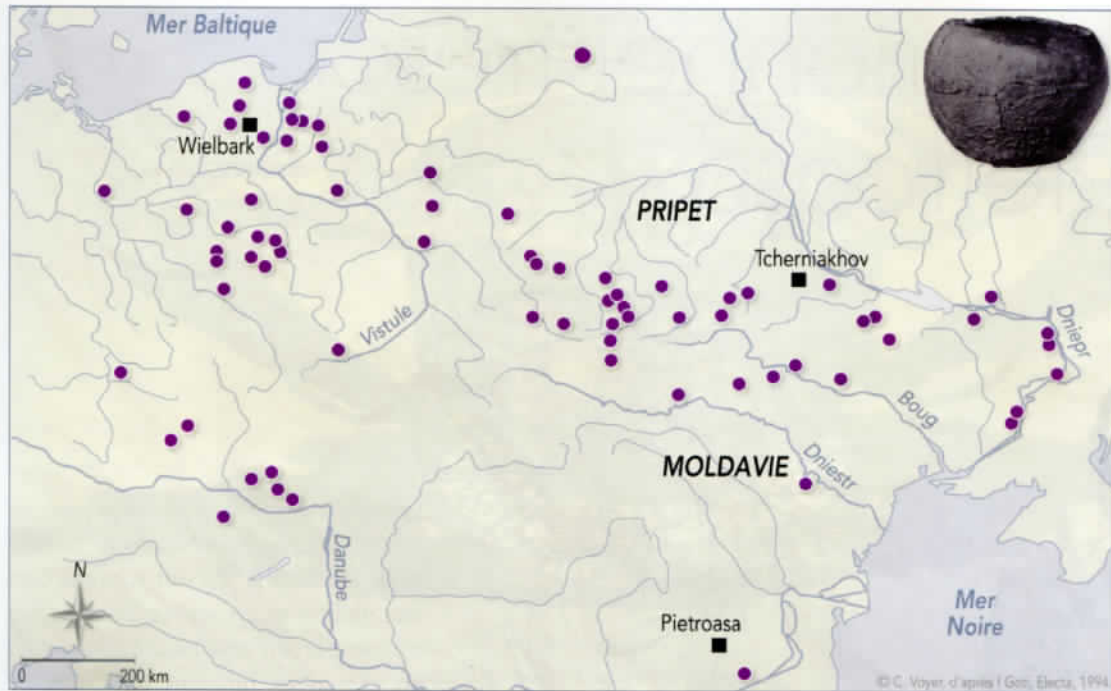 Mer Baltique
Wielbark
PRIPET
Tcherniakhov
Vistule
Dniepr
Boug
MOLDAVIE
Dniestr
Danube
N
Pietroasa
Mer
Noire
0 200 km
© C. Voyer, d'après I Goti, Electa, 1994